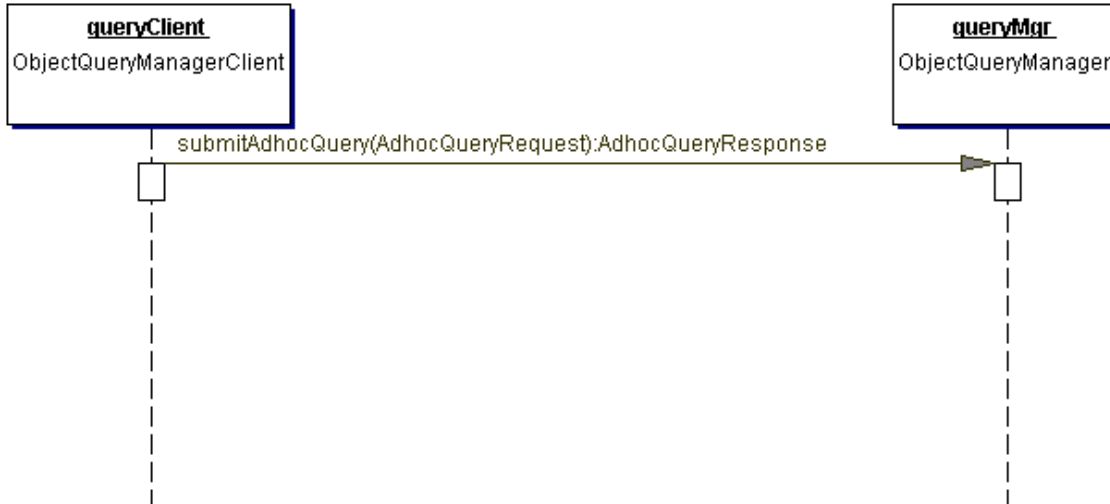 queryClient
ObjectQueryManagerClient
queryMgr
ObjectQueryManager
submitAdhocQuery(AdhocQueryRequest):AdhocQueryResponse